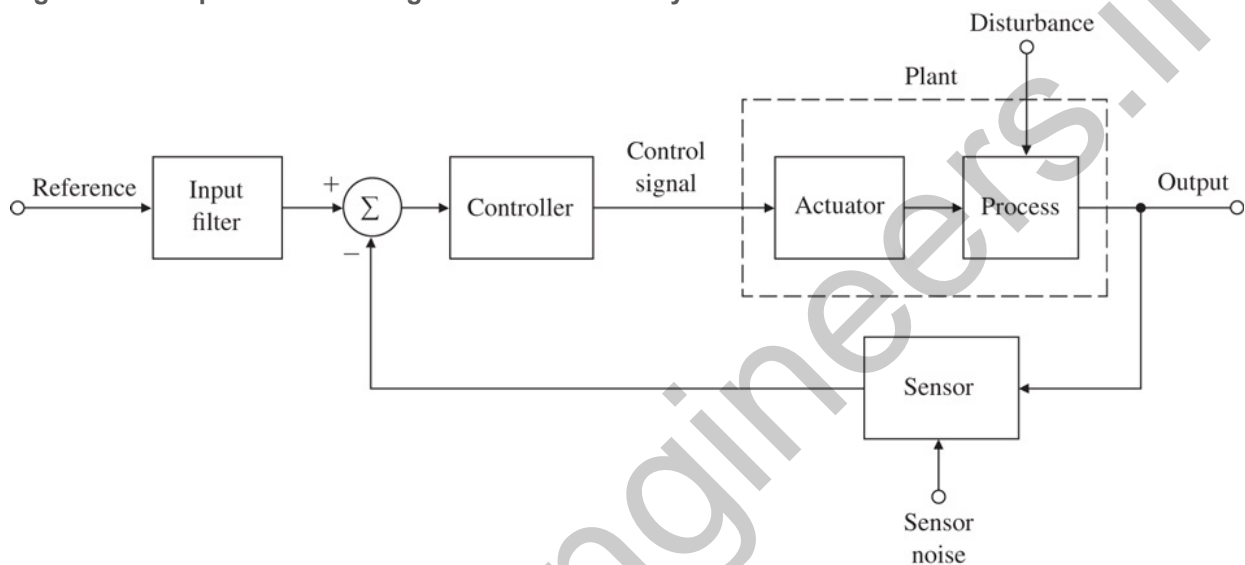 Disturbance
Plant
Reference
Input
filter
+
Σ
−
Controller
Control
signal
Actuator
Process
Output
Sensor
Sensor
noise